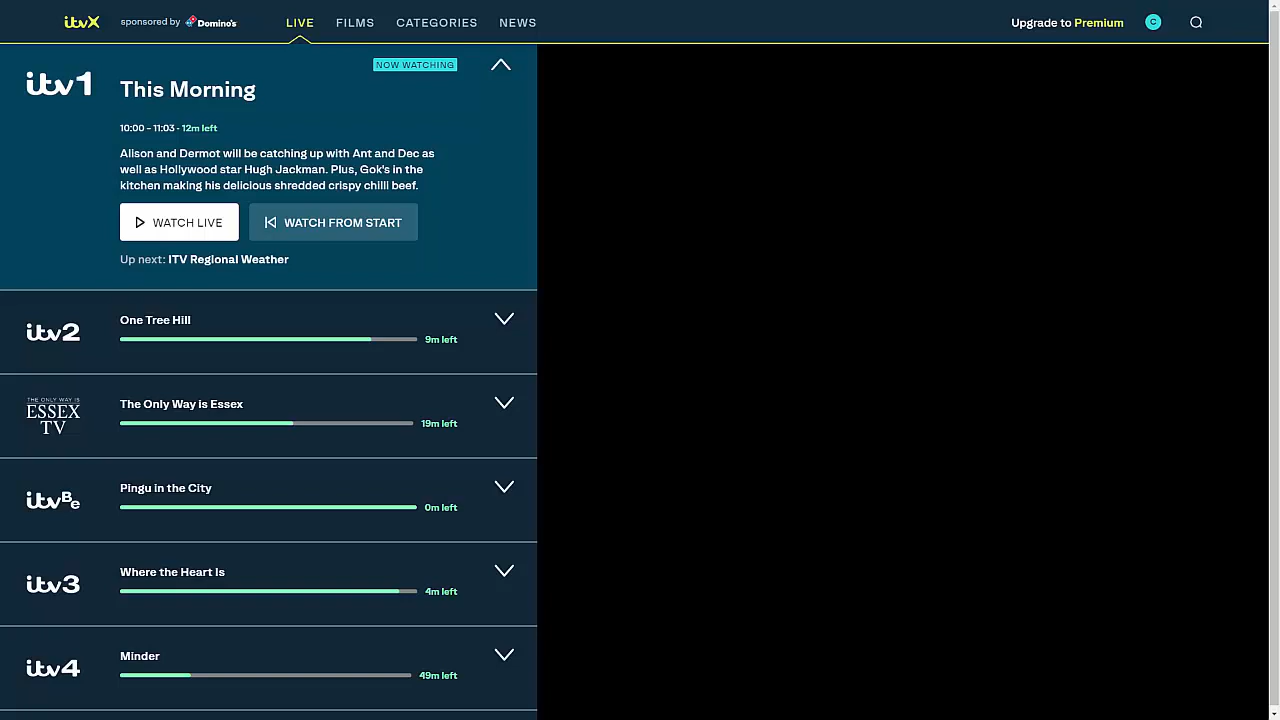 itvX
sponsored by Domino's
LIVE
FILMS
CATEGORIES
NEWS
Upgrade to Premium
C
itv1
NOW WATCHING
This Morning
10:00 - 11:03 · 12m left
Alison and Dermot will be catching up with Ant and Dec as
well as Hollywood star Hugh Jackman. Plus, Gok's in the
kitchen making his delicious shredded crispy chilli beef.
WATCH LIVE
WATCH FROM START
Up next: ITV Regional Weather
itv2
One Tree Hill
9m left
THE ONLY WAY IS
ESSEX
TV
The Only Way is Essex
19m left
itvBe
Pingu in the City
0m left
itv3
Where the Heart Is
4m left
itv4
Minder
49m left